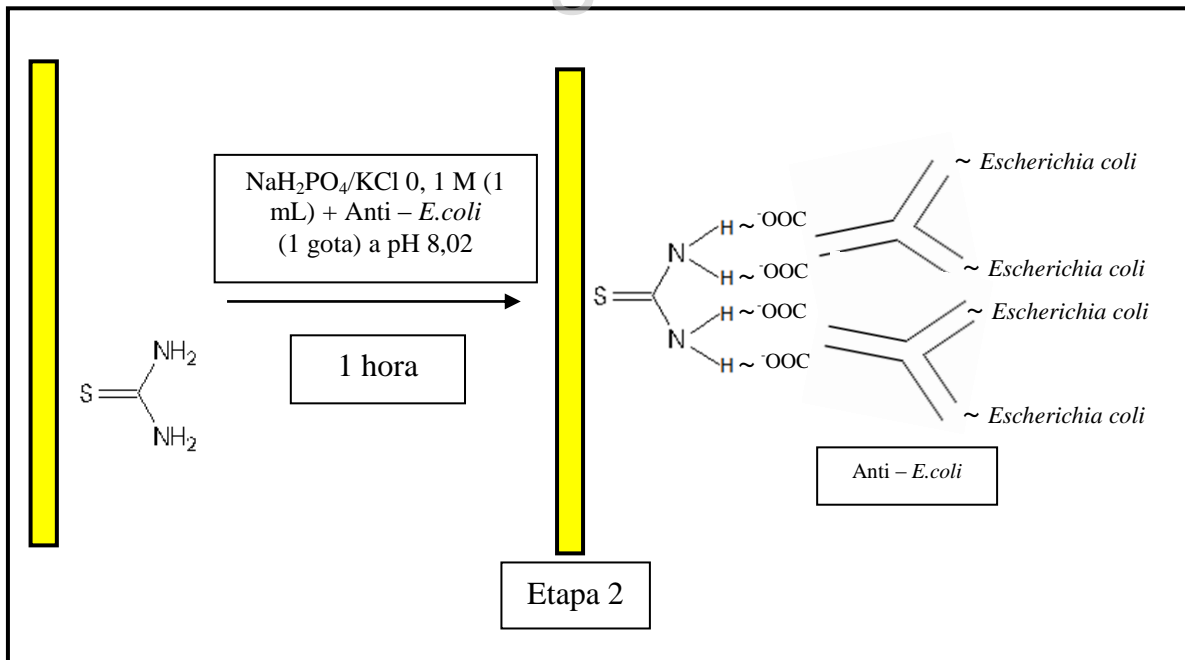 NaH₂PO₄/KCl 0, 1 M (1
mL) + Anti – E.coli
(1 gota) a pH 8,02
1 hora
S
NH₂
NH₂
S
N
N
H ~ ⁻OOC
H ~ ⁻OOC
H ~ ⁻OOC
H ~ ⁻OOC
~ Escherichia coli
~ Escherichia coli
~ Escherichia coli
~ Escherichia coli
Anti – E.coli
Etapa 2